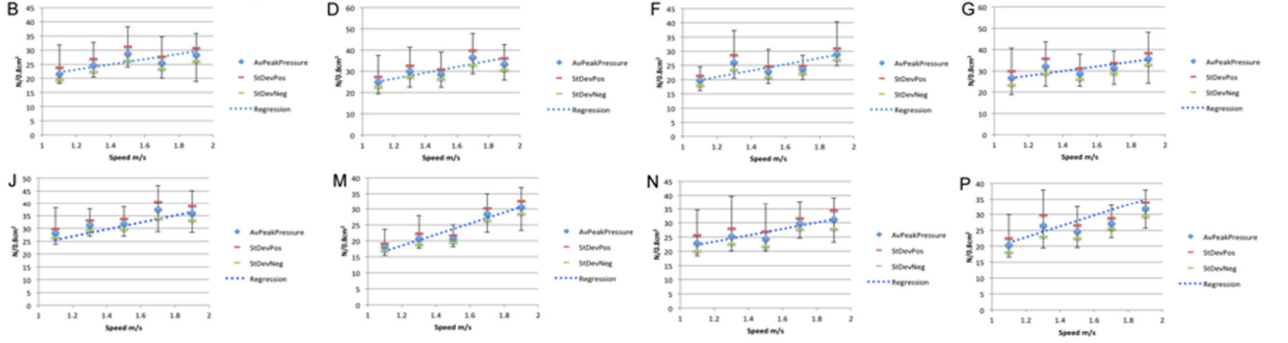 B
45
40
35
30
25
20
15
10
5
0
N/0.8cm²
1 1.2 1.4 1.6 1.8 2
Speed m/s
AvPeakPressure
StDevPos
StDevNeg
Regression
D
60
50
40
30
20
10
0
N/0.8cm²
1 1.2 1.4 1.6 1.8 2
Speed m/s
AvPeakPressure
StDevPos
StDevNeg
Regression
F
45
40
35
30
25
20
15
10
5
0
N/0.8cm²
1 1.2 1.4 1.6 1.8 2
Speed m/s
AvPeakPressure
StDevPos
StDevNeg
Regression
G
60
50
40
30
20
10
0
N/0.8cm²
1 1.2 1.4 1.6 1.8 2
Speed m/s
AvPeakPressure
StDevPos
StDevNeg
Regression
J
50
45
40
35
30
25
20
15
10
5
0
N/0.8cm²
1 1.2 1.4 1.6 1.8 2
Speed m/s
AvPeakPressure
StDevPos
StDevNeg
Regression
M
40
35
30
25
20
15
10
5
0
N/0.8cm²
1 1.2 1.4 1.6 1.8 2
Speed m/s
AvPeakPressure
StDevPos
StDevNeg
Regression
N
45
40
35
30
25
20
15
10
5
0
N/0.8cm²
1 1.2 1.4 1.6 1.8 2
Speed m/s
AvPeakPressure
StDevPos
StDevNeg
Regression
P
40
35
30
25
20
15
10
5
0
N/0.8cm²
1 1.2 1.4 1.6 1.8 2
Speed m/s
AvPeakPressure
StDevPos
StDevNeg
Regression